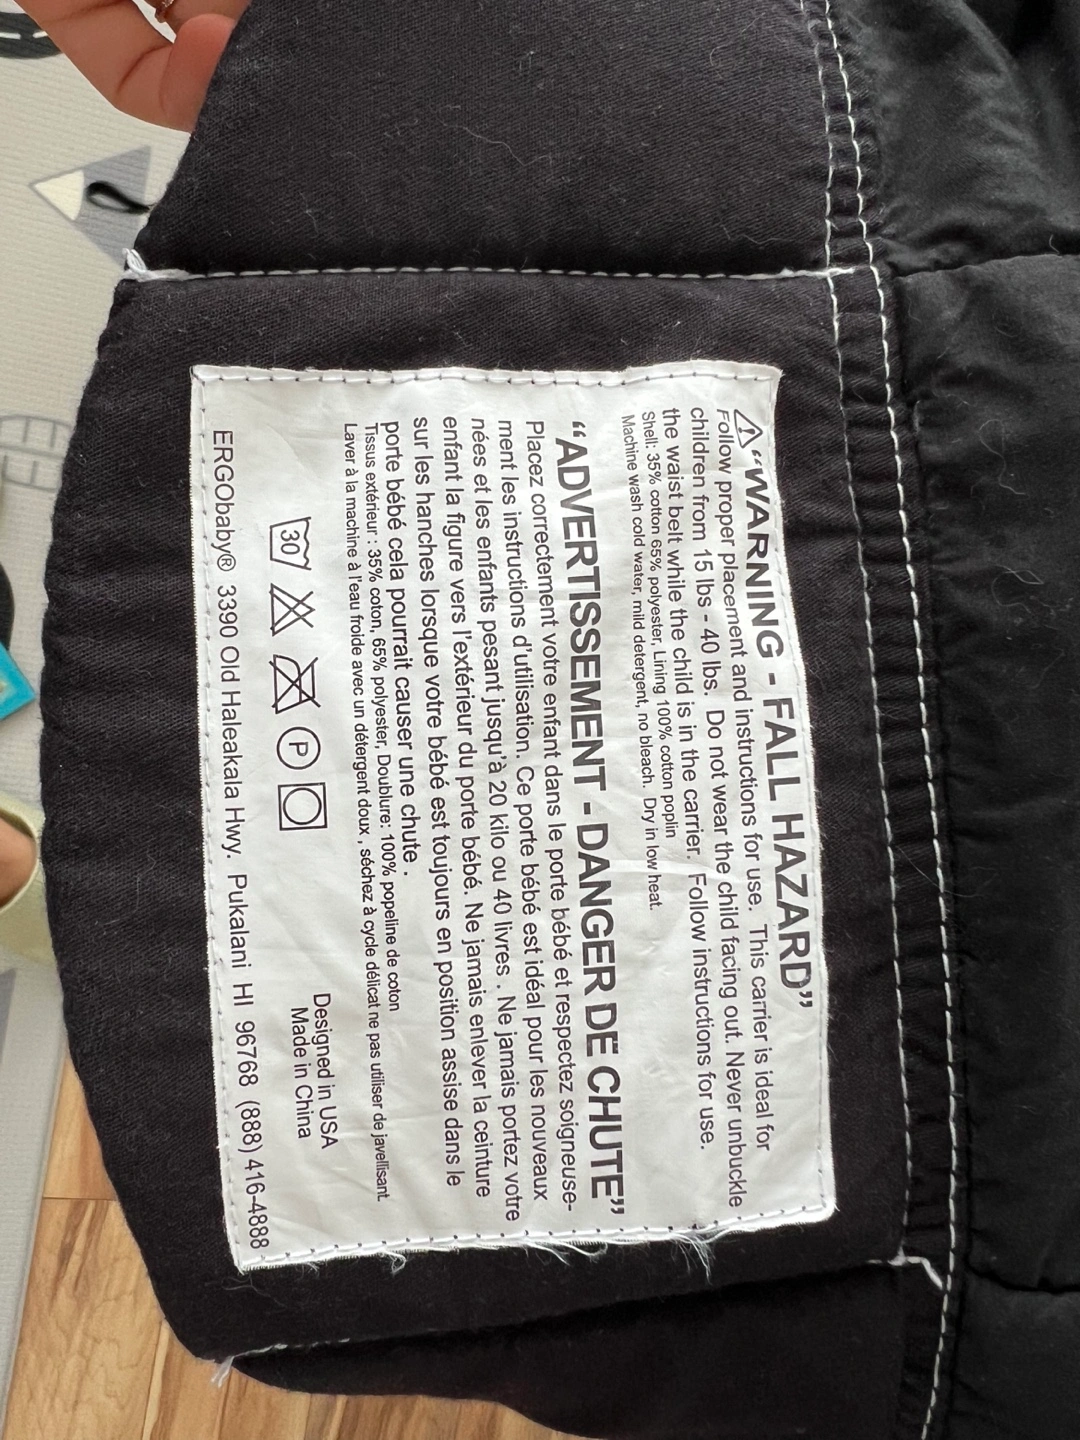 ⚠“WARNING - FALL HAZARD”
Follow proper placement and instructions for use. This carrier is ideal for
children from 15 lbs - 40 lbs. Do not wear the child facing out. Never unbuckle
the waist belt while the child is in the carrier. Follow instructions for use.
Shell: 35% cotton 65% polyester, Lining 100% cotton poplin
Machine wash cold water, mild detergent, no bleach. Dry in low heat.
“ADVERTISSEMENT - DANGER DE CHUTE”
Placez correctement votre enfant dans le porte bébé et respectez soigneuse-
ment les instructions d'utilisation. Ce porte bébé est idéal pour les nouveaux
nées et les enfants pesant jusqu'à 20 kilo ou 40 livres . Ne jamais portez votre
enfant la figure vers l'extérieur du porte bébé. Ne jamais enlever la ceinture
sur les hanches lorsque votre bébé est toujours en position assise dans le
porte bébé cela pourrait causer une chute .
Tissus extérieur : 35% coton, 65% polyester, Doublure: 100% popeline de coton
Laver à la machine à l'eau froide avec un détergent doux , séchez à cycle délicat ne pas utiliser de javellisant.
30 P
Designed in USA
Made in China
ERGObaby® 3390 Old Haleakala Hwy. Pukalani HI 96768 (888) 416-4888